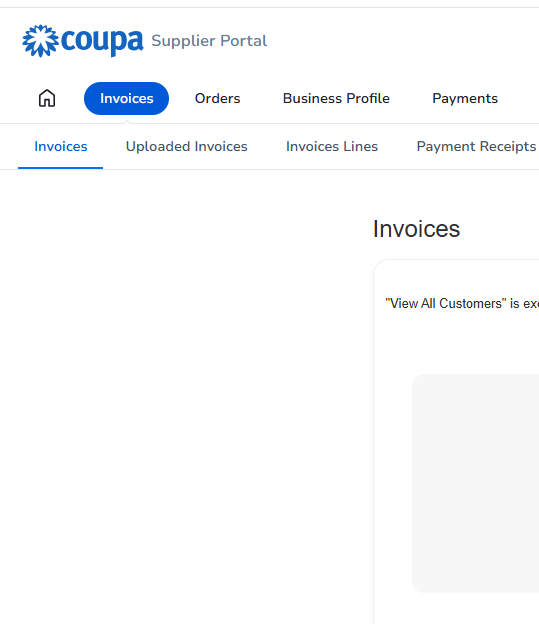 coupa Supplier Portal
Invoices Orders Business Profile Payments
Invoices Uploaded Invoices Invoices Lines Payment Receipts
Invoices
"View All Customers" is